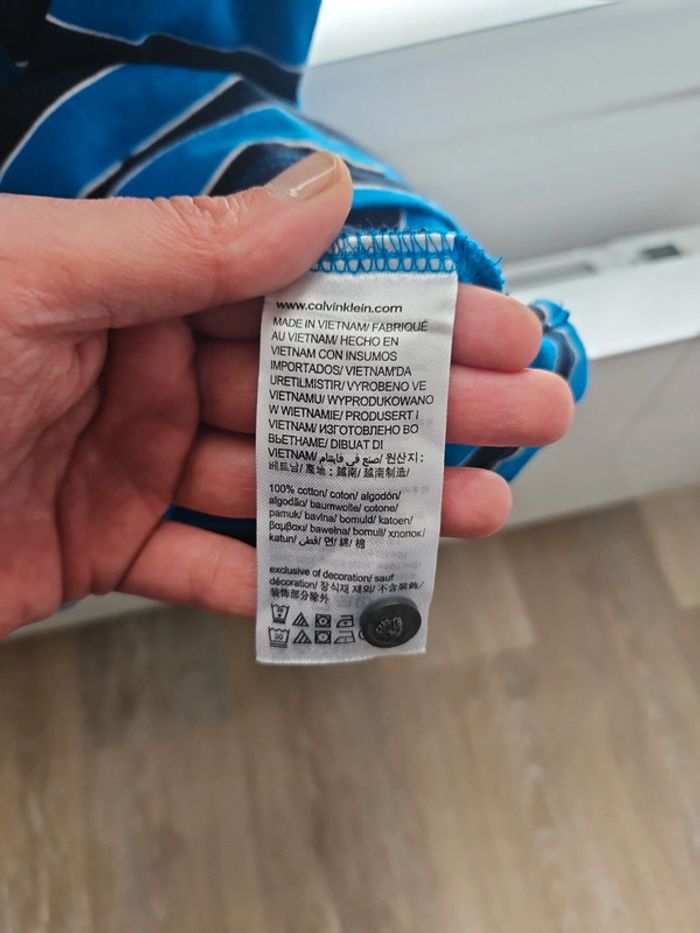 www.calvinklein.com
MADE IN VIETNAM/ FABRIQUÉ
AU VIETNAM/ HECHO EN
VIETNAM CON INSUMOS
IMPORTADOS/ VIETNAM'DA
URETILMISTIR/ VYROBENO VE
VIETNAMU/ WYPRODUKOWANO
W WIETNAMIE/ PRODUSERT I
VIETNAM/ ИЗГОТОВЛЕНО ВО
ВЬЕТНАМЕ/ DIBUAT DI
VIETNAM/ صنع في فايتنام/ 원산지:
베트남/ 產地: 越南/ 越南制造/
100% cotton/ coton/ algodón/
algodão/ baumwolle/ cotone/
pamuk/ bavlna/ bomuld/ katoen/
βαμβακι/ bawełna/ bomull/ хлопок/
katun/ قطن/ 면/ 綿/ 棉
exclusive of decoration/ sauf
décoration/ 장식재 제외/ 不含装飾/
装飾部分除外
30